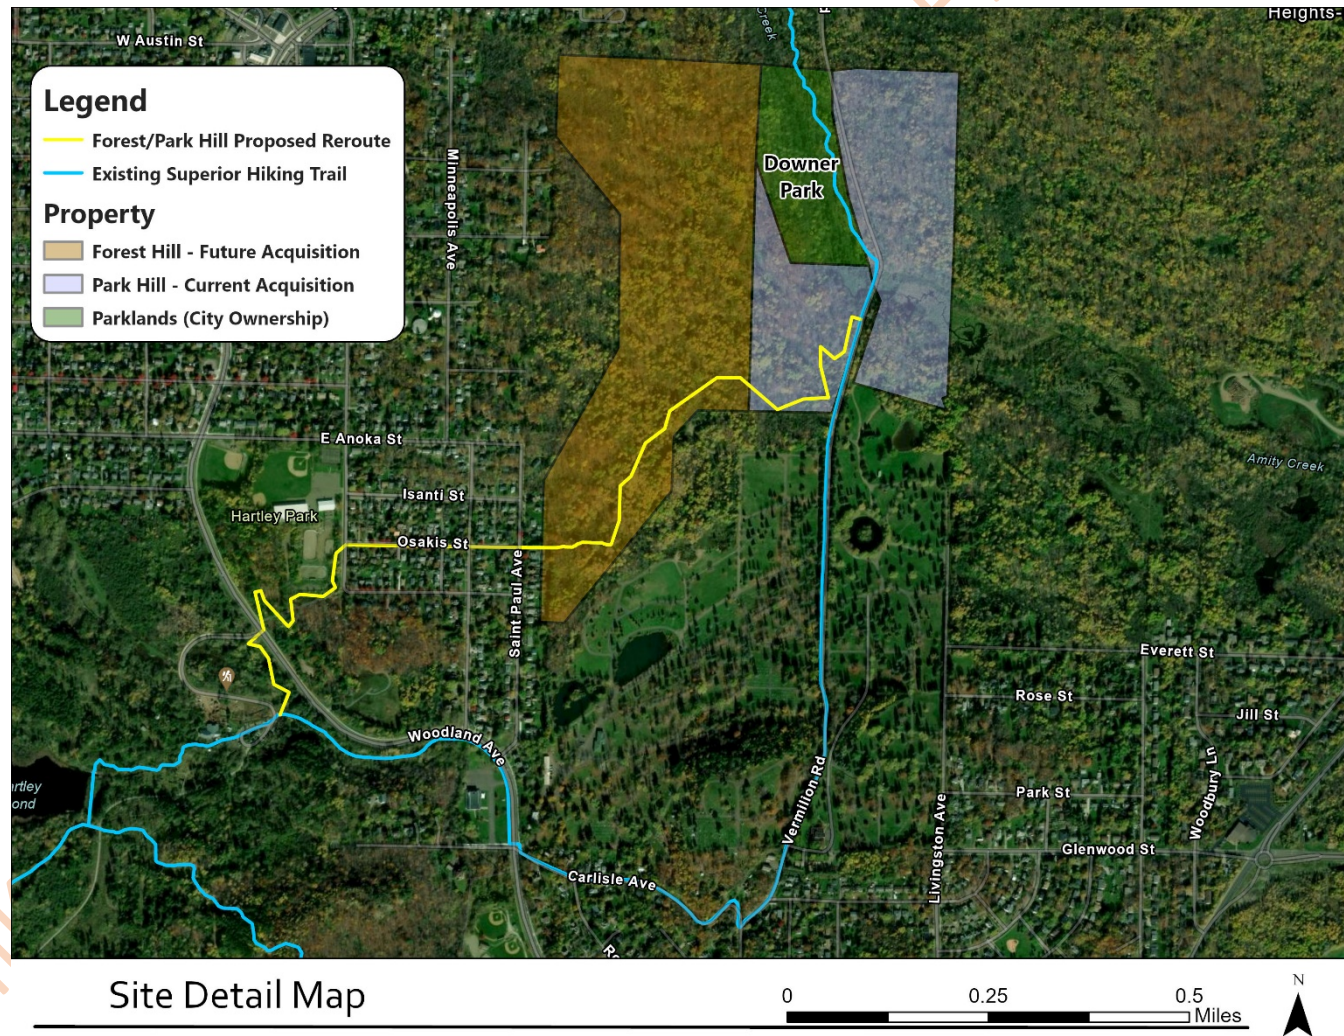 Creek
Heights-
W Austin St
Legend
Forest/Park Hill Proposed Reroute
Existing Superior Hiking Trail
Property
Forest Hill - Future Acquisition
Park Hill - Current Acquisition
Parklands (City Ownership)
Minneapolis Ave
Downer
Park
E Anoka St
Isanti St
Hartley Park
Osakis St
Saint Paul Ave
Amity Creek
Everett St
Rose St
Jill St
Woodland Ave
Woodbury Ln
artley
ond
Vermilion Rd
Park St
Livingston Ave
Glenwood St
Carlisle Ave
Site Detail Map
0 0.25 0.5
Miles
N